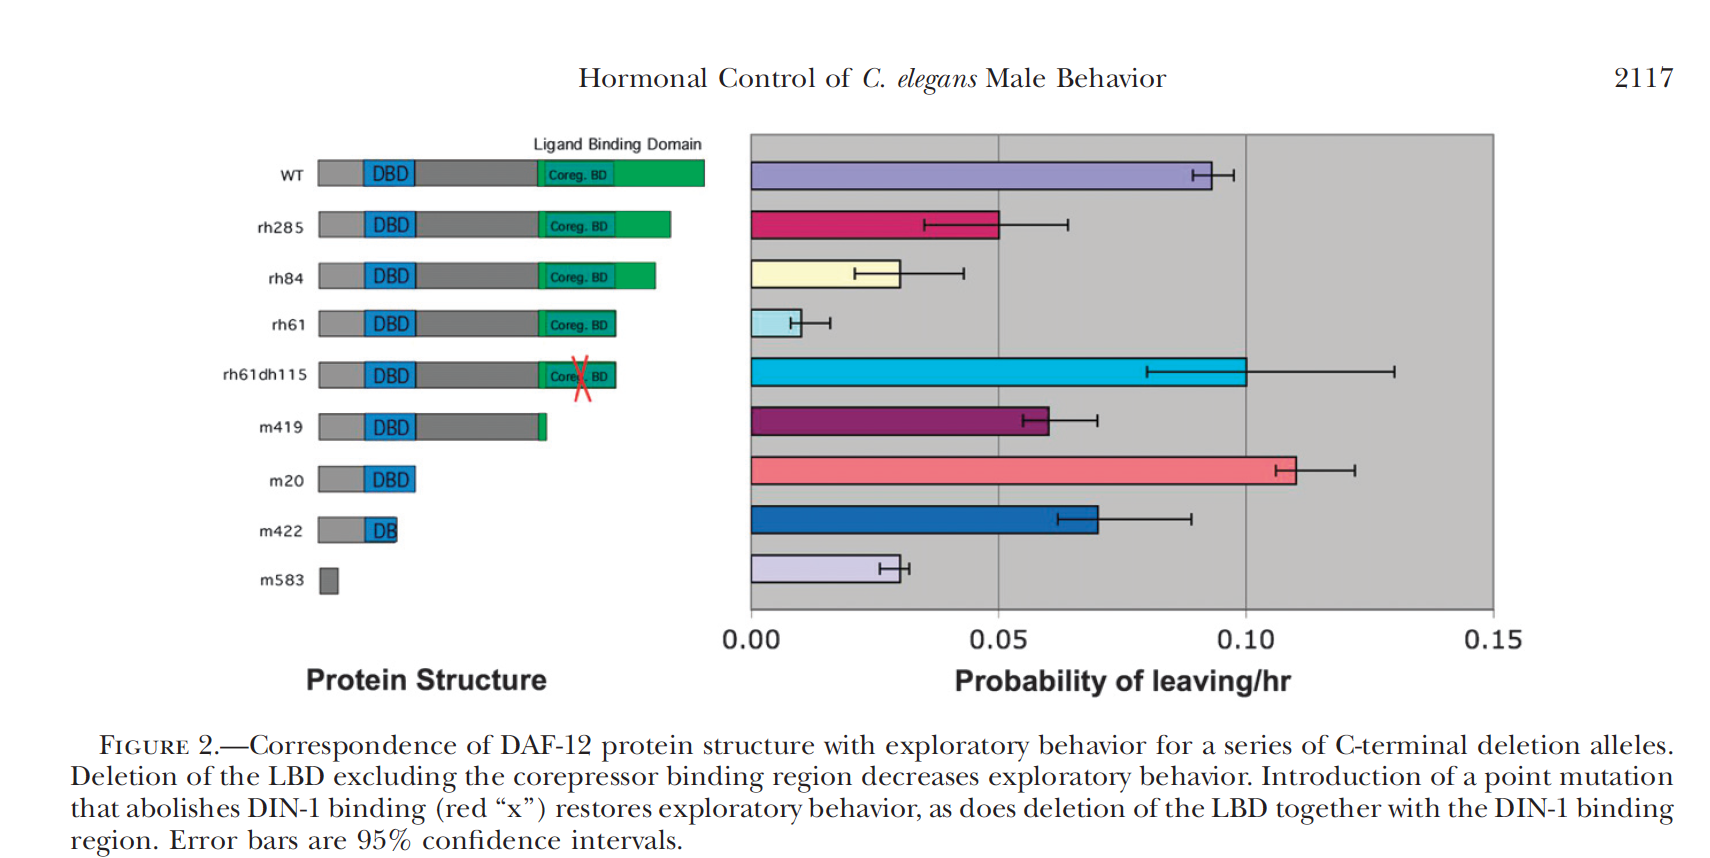 Hormonal Control of C. elegans Male Behavior 2117
Ligand Binding Domain
WT DBD Coreg. BD
rh285 DBD Coreg. BD
rh84 DBD Coreg. BD
rh61 DBD Coreg. BD
rh61dh115 DBD Coreg. BD
m419 DBD
m20 DBD
m422 DB
m583
0.00 0.05 0.10 0.15
Protein Structure Probability of leaving/hr
FIGURE 2.—Correspondence of DAF-12 protein structure with exploratory behavior for a series of C-terminal deletion alleles.
Deletion of the LBD excluding the corepressor binding region decreases exploratory behavior. Introduction of a point mutation
that abolishes DIN-1 binding (red “x”) restores exploratory behavior, as does deletion of the LBD together with the DIN-1 binding
region. Error bars are 95% confidence intervals.